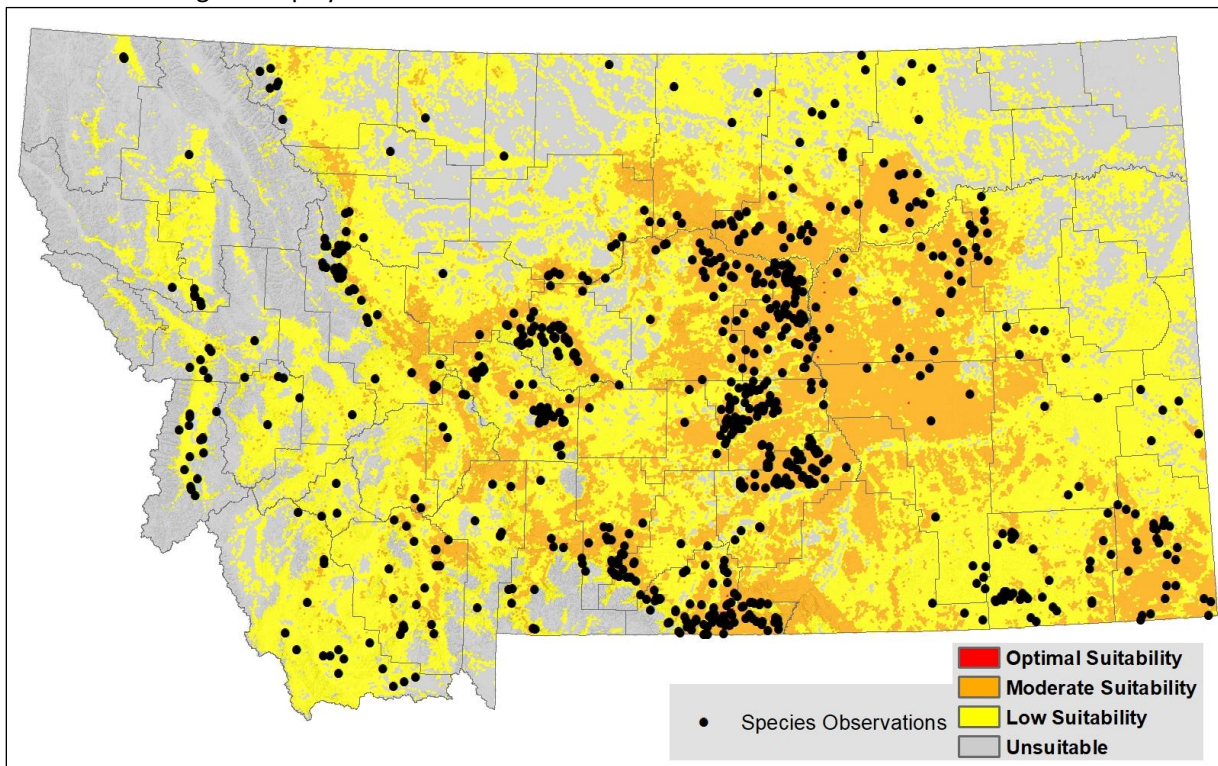 Species Observations
Optimal Suitability
Moderate Suitability
Low Suitability
Unsuitable